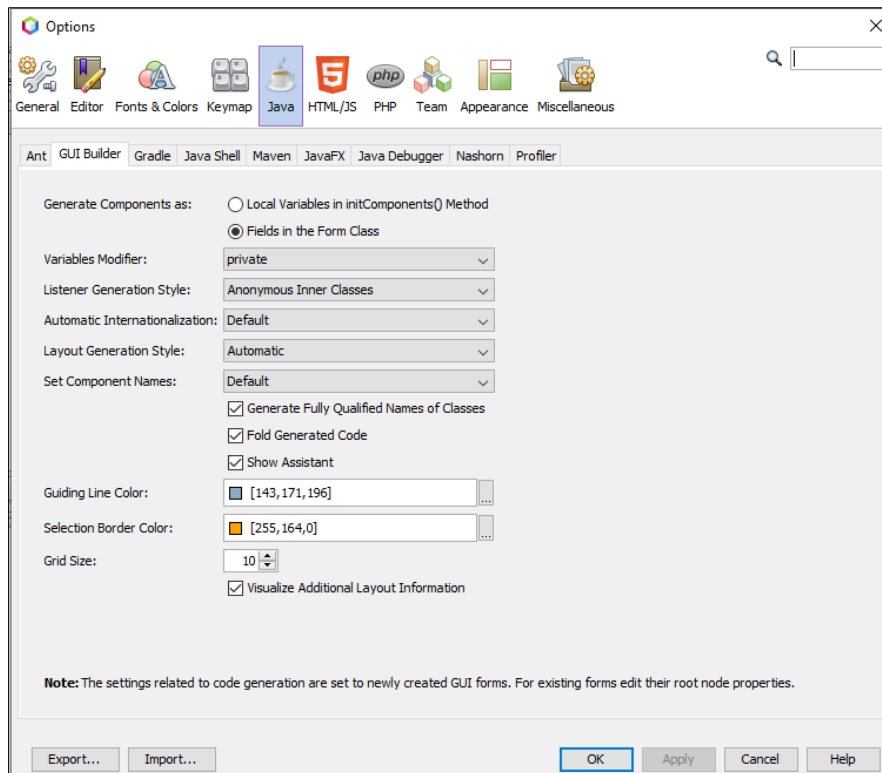 Options
General Editor Fonts & Colors Keymap Java HTML/JS PHP Team Appearance Miscellaneous
Ant GUI Builder Gradle Java Shell Maven JavaFX Java Debugger Nashorn Profiler
Generate Components as: Local Variables in initComponents() Method
Fields in the Form Class
Variables Modifier: private
Listener Generation Style: Anonymous Inner Classes
Automatic Internationalization: Default
Layout Generation Style: Automatic
Set Component Names: Default
Generate Fully Qualified Names of Classes
Fold Generated Code
Show Assistant
Guiding Line Color: [143,171,196] ...
Selection Border Color: [255,164,0] ...
Grid Size: 10
Visualize Additional Layout Information
Note: The settings related to code generation are set to newly created GUI forms. For existing forms edit their root node properties.
Export... Import... OK Apply Cancel Help